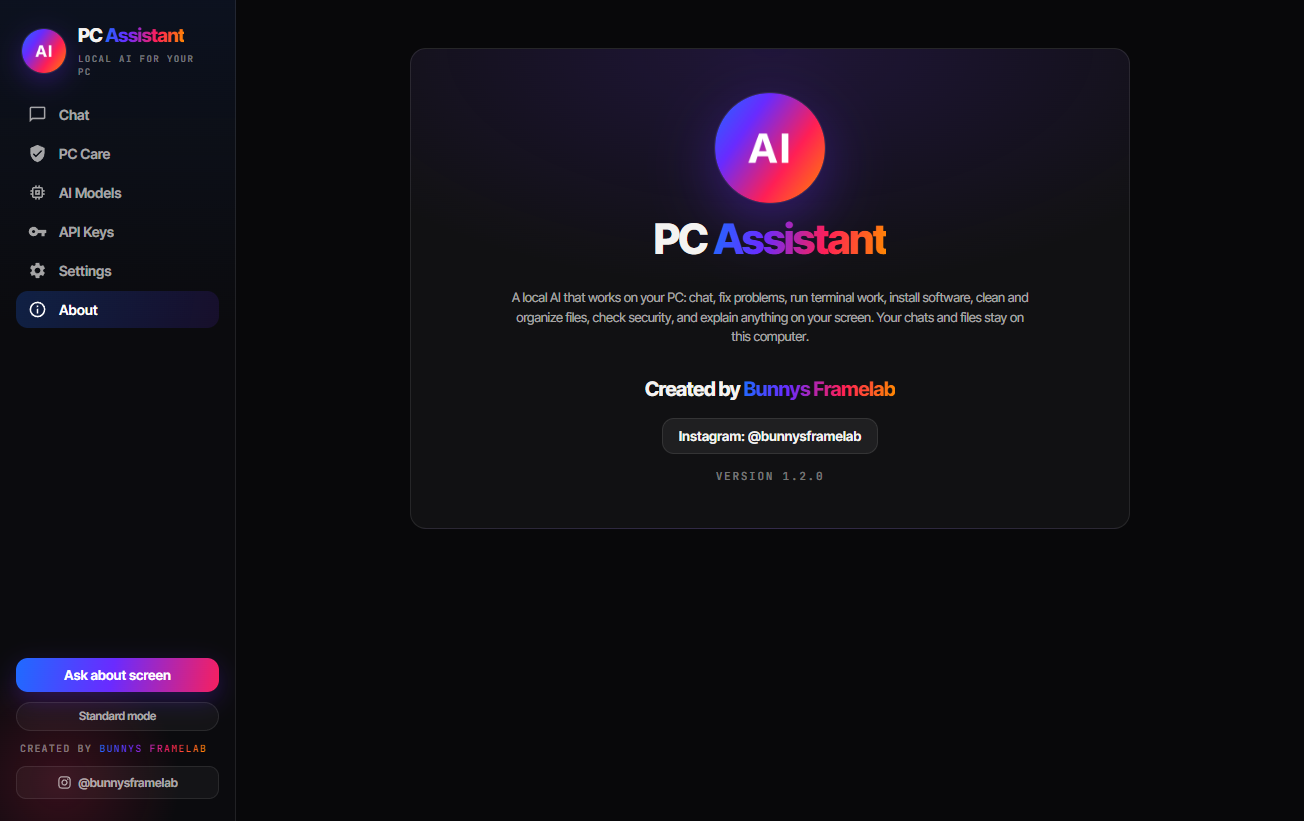 AI
PC Assistant
LOCAL AI FOR YOUR
PC
Chat
PC Care
AI Models
API Keys
Settings
About
Ask about screen
Standard mode
CREATED BY BUNNYS FRAMELAB
@bunnysframelab
AI
PC Assistant
A local AI that works on your PC: chat, fix problems, run terminal work, install software, clean and
organize files, check security, and explain anything on your screen. Your chats and files stay on
this computer.
Created by Bunnys Framelab
Instagram: @bunnysframelab
VERSION 1.2.0